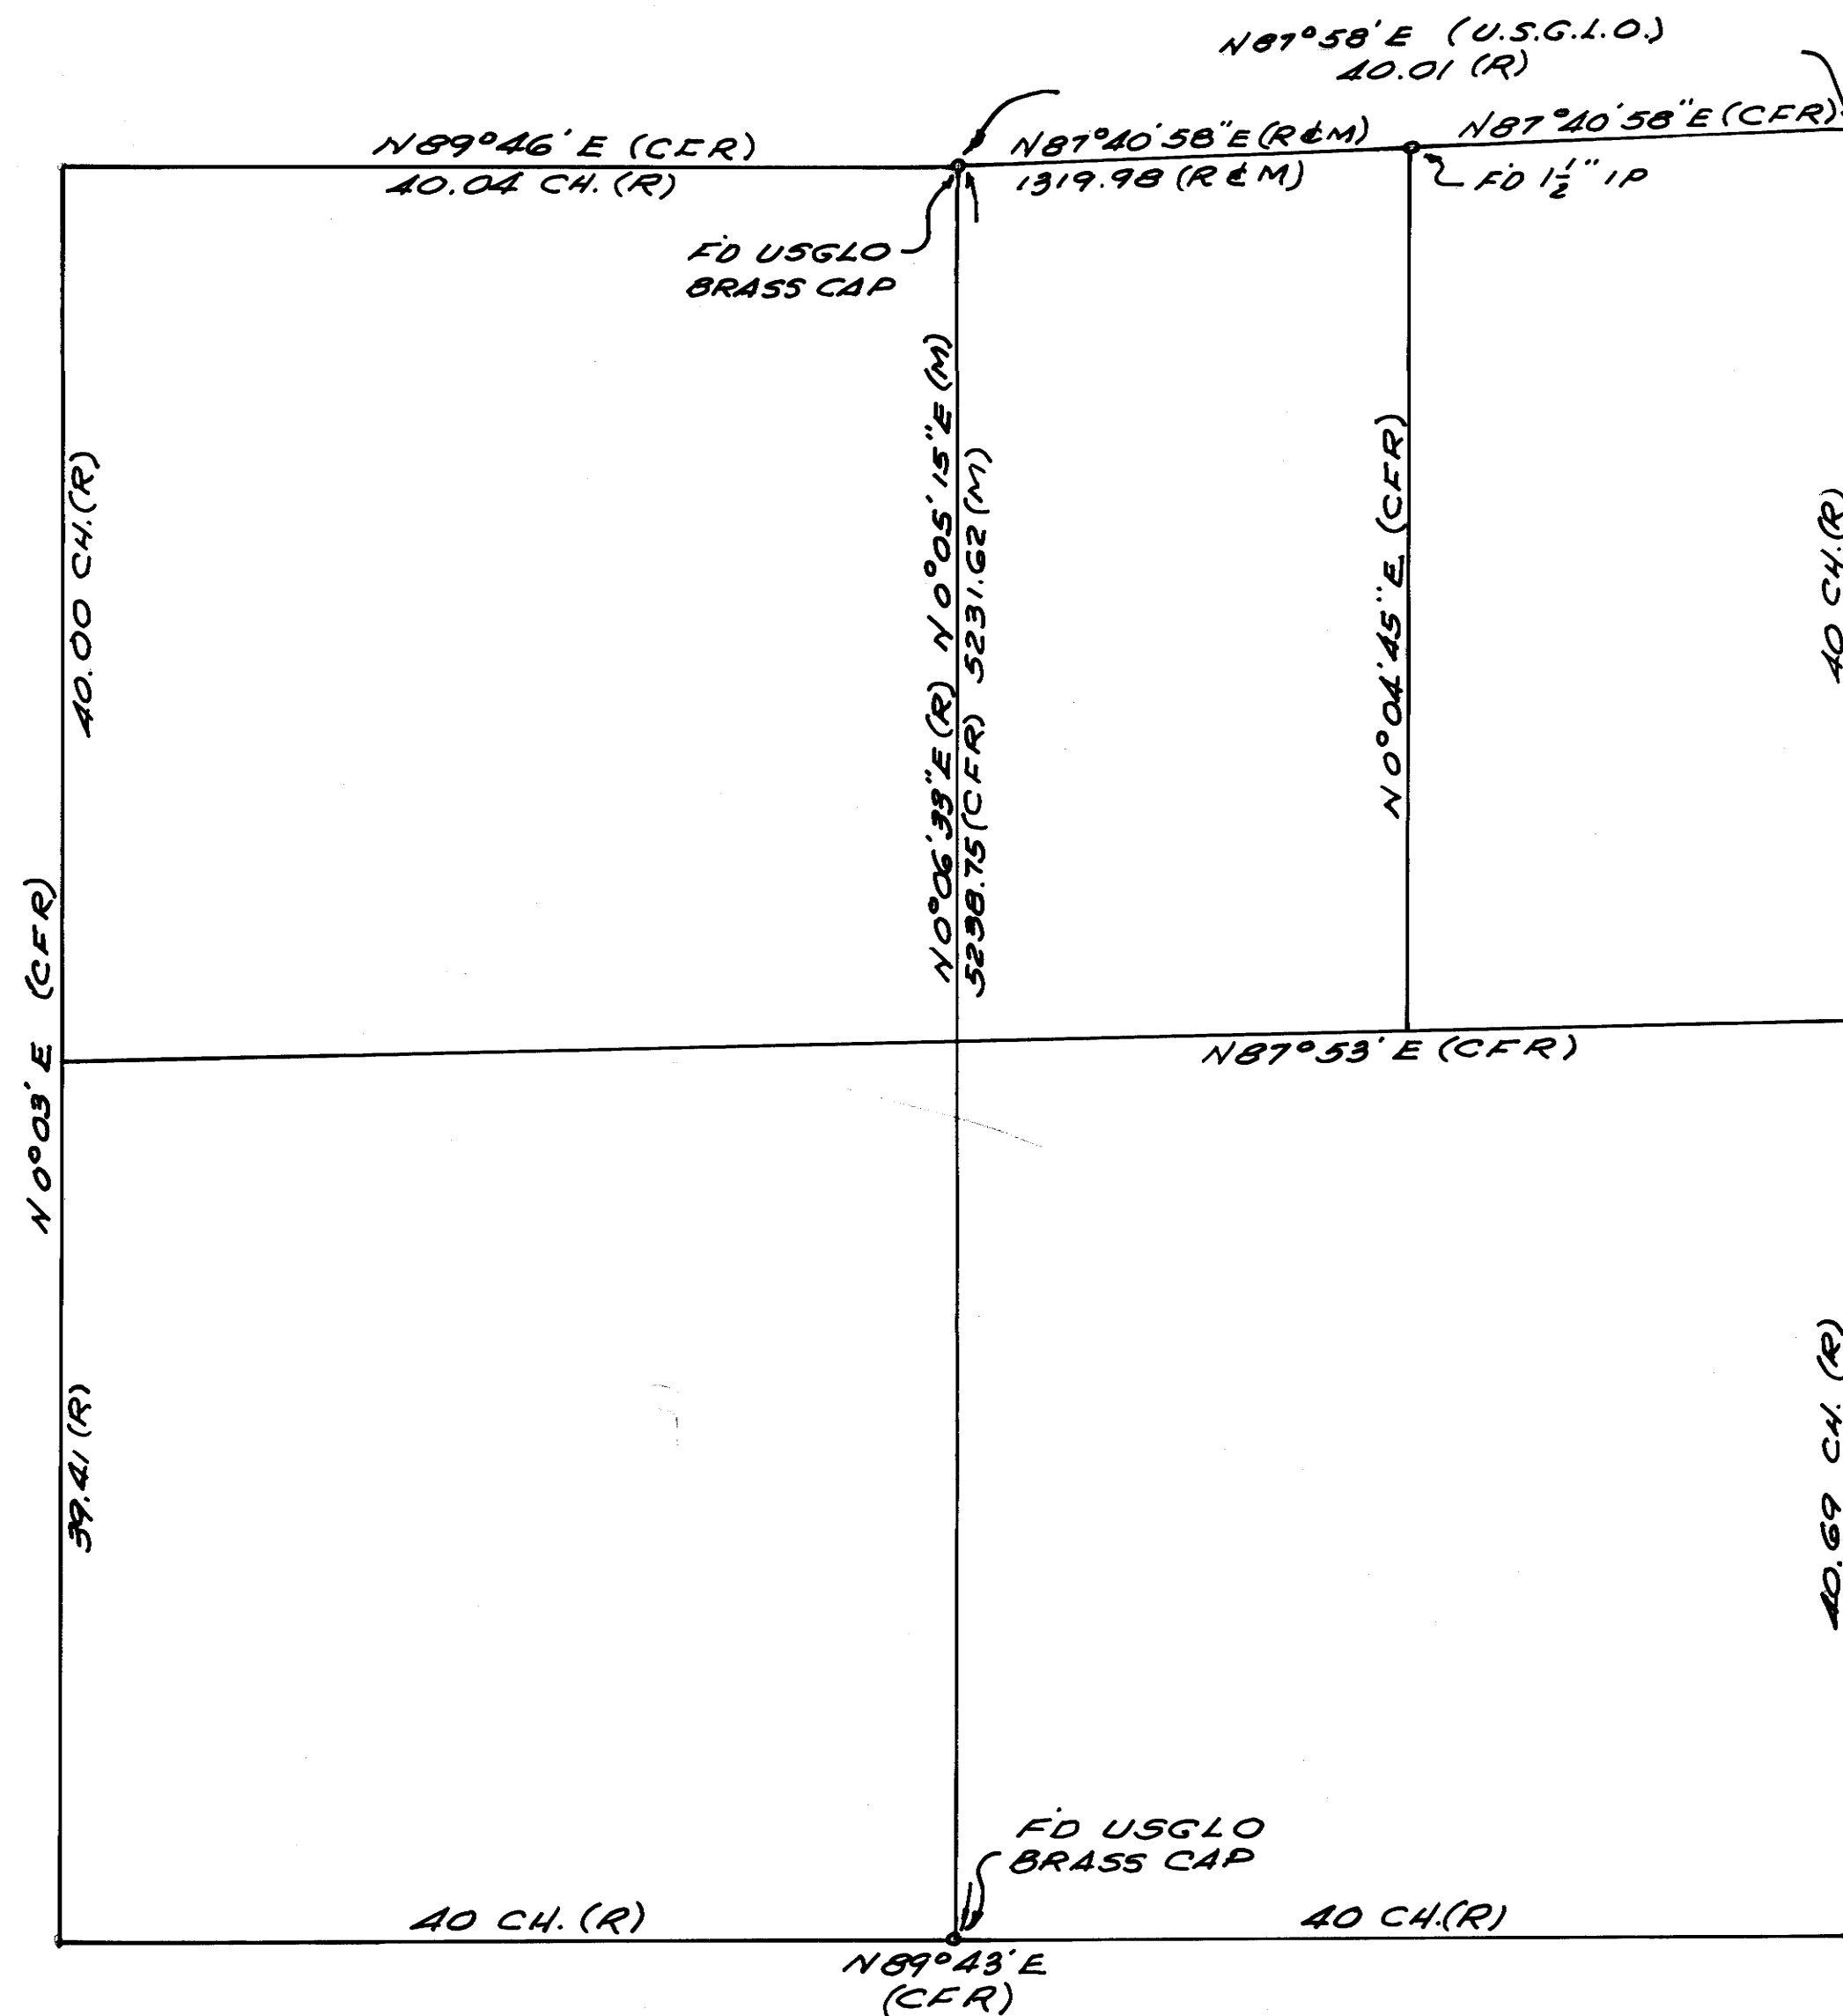 N87°58'E (U.S.G.L.O.)
40.01 (R)
N89°46'E (CFR)
40.04 CH. (R)
N87°40'58"E (R&M)
1319.98 (R&M)
N87°40'58"E (CFR)
F'D 1½" IP
F'D USGLO
BRASS CAP
40.00 CH. (R)
N0°06'33"E (R) N0°05'15"E (M)
5238.75 (CFR) 5231.62 (M)
N0°04'45"E (CFR)
40 CH. (R)
N0°03'E (CFR)
N87°53'E (CFR)
39.41 (R)
40.69 CH. (R)
F'D USGLO
BRASS CAP
40 CH. (R)
40 CH. (R)
N89°43'E
(CFR)